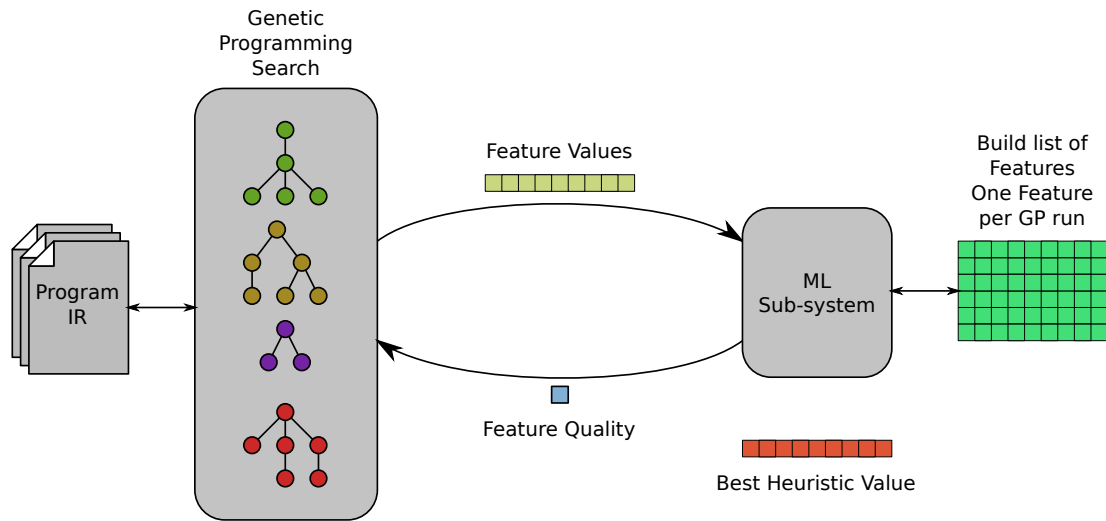 Genetic
Programming
Search
Program
IR
Feature Values
Feature Quality
ML
Sub-system
Build list of
Features
One Feature
per GP run
Best Heuristic Value